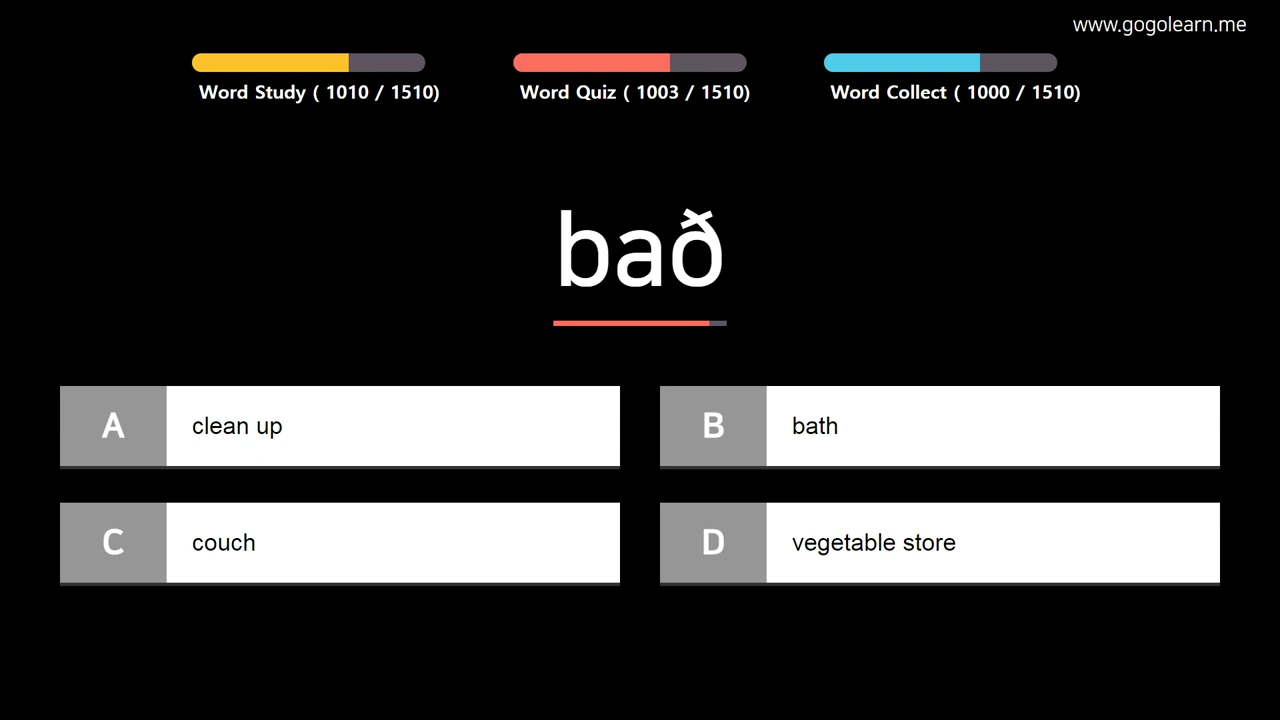 www.gogolearn.me
Word Study ( 1010 / 1510)
Word Quiz ( 1003 / 1510)
Word Collect ( 1000 / 1510)
bað
A clean up
B bath
C couch
D vegetable store